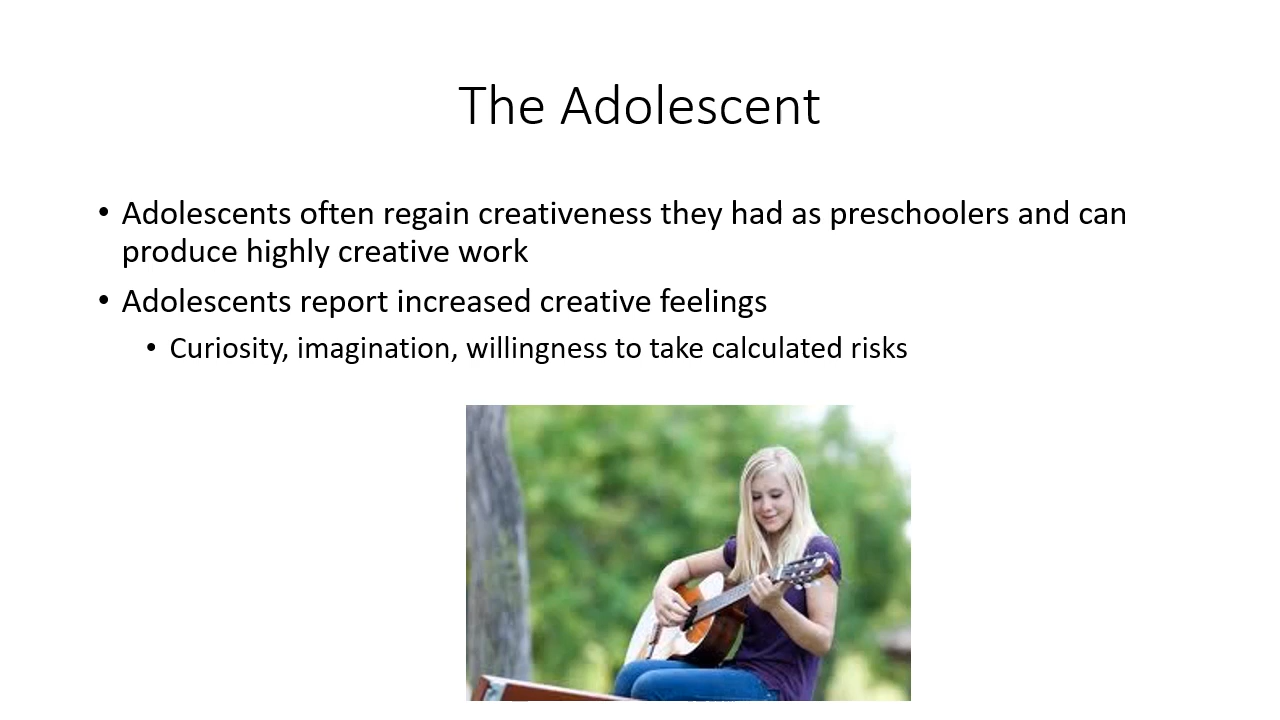 The Adolescent
• Adolescents often regain creativeness they had as preschoolers and can
produce highly creative work
• Adolescents report increased creative feelings
• Curiosity, imagination, willingness to take calculated risks